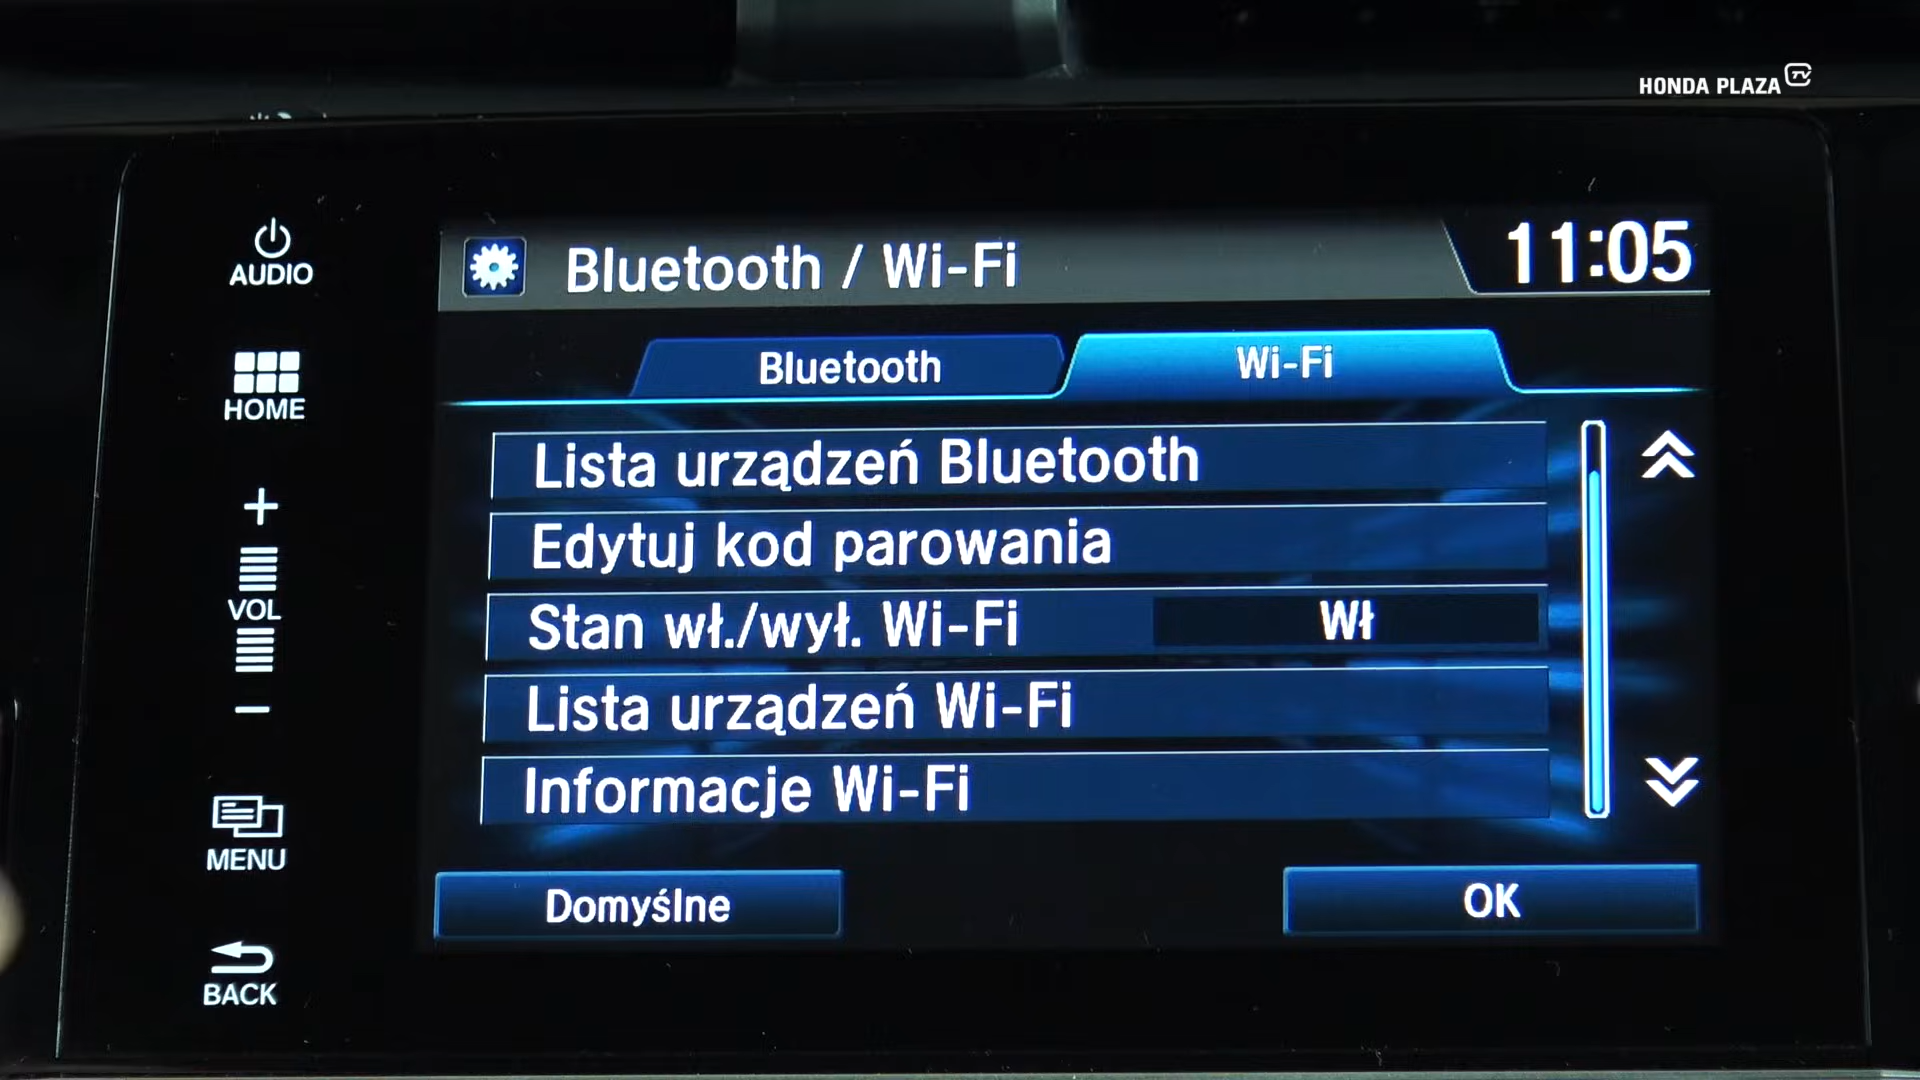 HONDA PLAZA TV
AUDIO
HOME
+
VOL
−
MENU
BACK
Bluetooth / Wi-Fi
11:05
Bluetooth
Wi-Fi
Lista urządzeń Bluetooth
Edytuj kod parowania
Stan wł./wył. Wi-Fi
Wł
Lista urządzeń Wi-Fi
Informacje Wi-Fi
Domyślne
OK